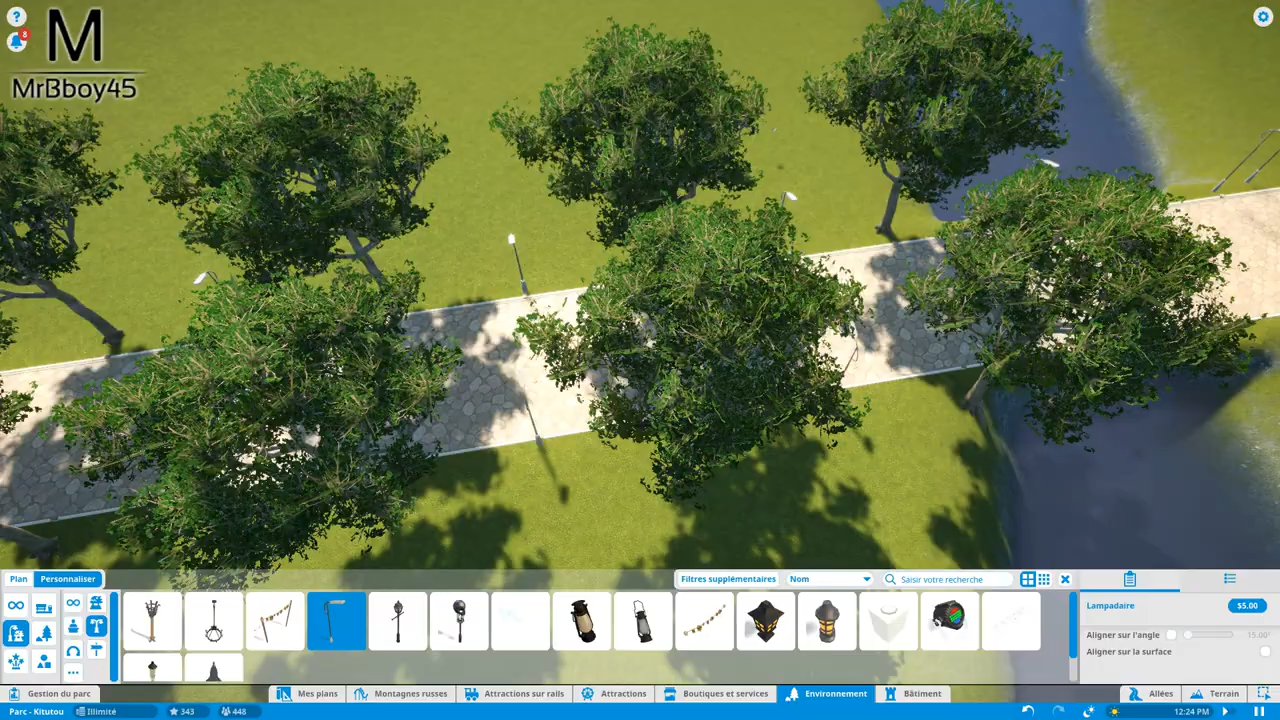 ?
8
M
MrBboy45
Plan
Personnaliser
Filtres supplémentaires
Nom
Saisir votre recherche
Lampadaire
$5.00
Aligner sur l'angle
15.00°
Aligner sur la surface
Gestion du parc
Mes plans
Montagnes russes
Attractions sur rails
Attractions
Boutiques et services
Environnement
Bâtiment
Allées
Terrain
Parc - Kitutou
Illimité
343
448
12:24 PM